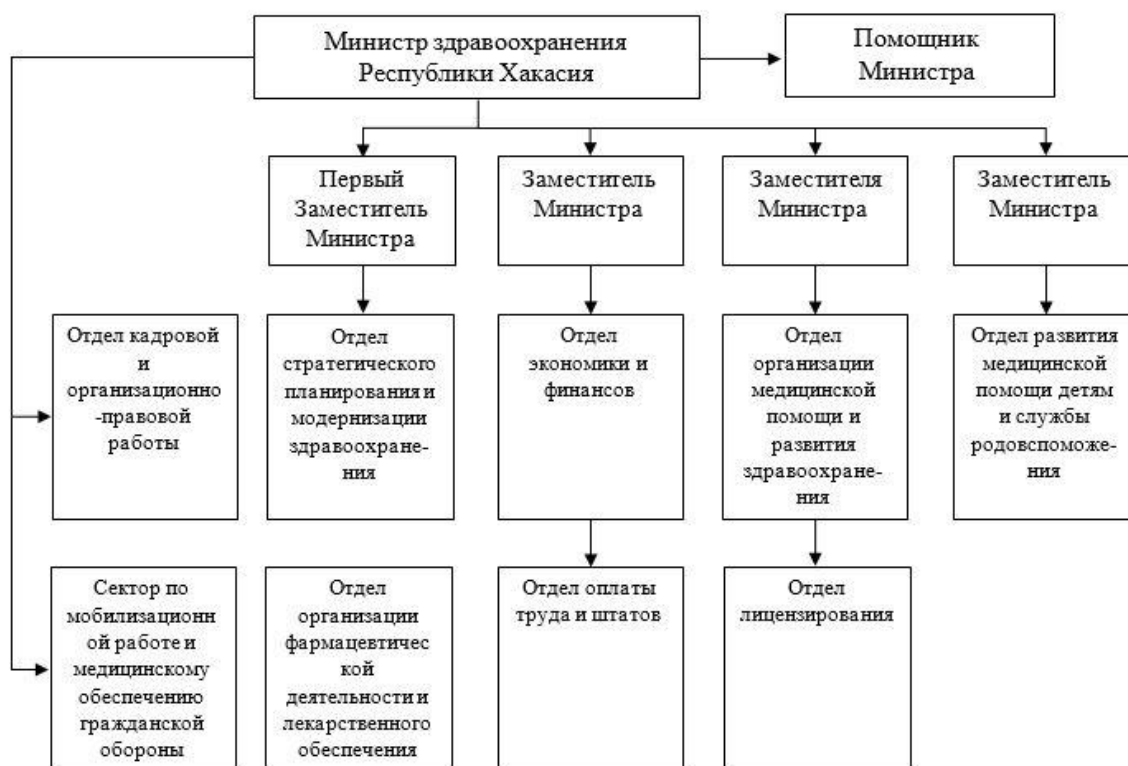 Министр здравоохранения
Республики Хакасия
Помощник
Министра
Первый
Заместитель
Министра
Заместитель
Министра
Заместителя
Министра
Заместитель
Министра
Отдел кадровой
и
организационно
-правовой
работы
Отдел
стратегического
планирования и
модернизации
здравоохране-
ния
Отдел
экономики и
финансов
Отдел
организации
медицинской
помощи и
развития
здравоохране-
ния
Отдел развития
медицинской
помощи детям
и службы
родовспоможе-
ния
Сектор по
мобилизационн
ой работе и
медицинскому
обеспечению
гражданской
обороны
Отдел
организации
фармацевтиче
ской
деятельности и
лекарственного
обеспечения
Отдел оплаты
труда и штатов
Отдел
лицензирования